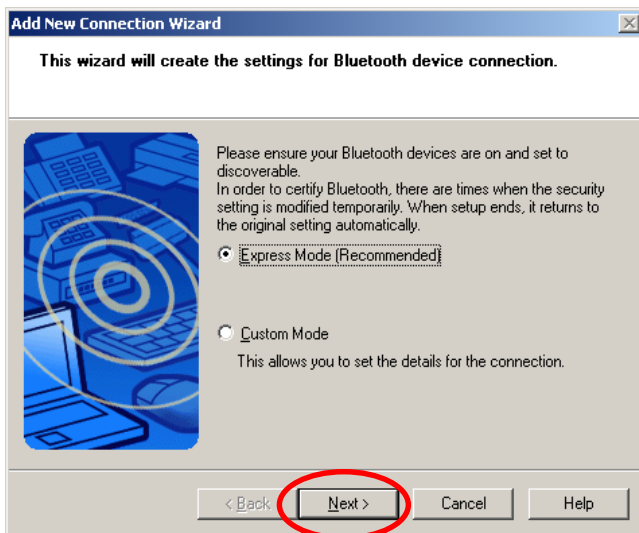 Add New Connection Wizard
This wizard will create the settings for Bluetooth device connection.
Please ensure your Bluetooth devices are on and set to
discoverable.
In order to certify Bluetooth, there are times when the security
setting is modified temporarily. When setup ends, it returns to
the original setting automatically.
Express Mode (Recommended)
Custom Mode
This allows you to set the details for the connection.
< Back Next > Cancel Help